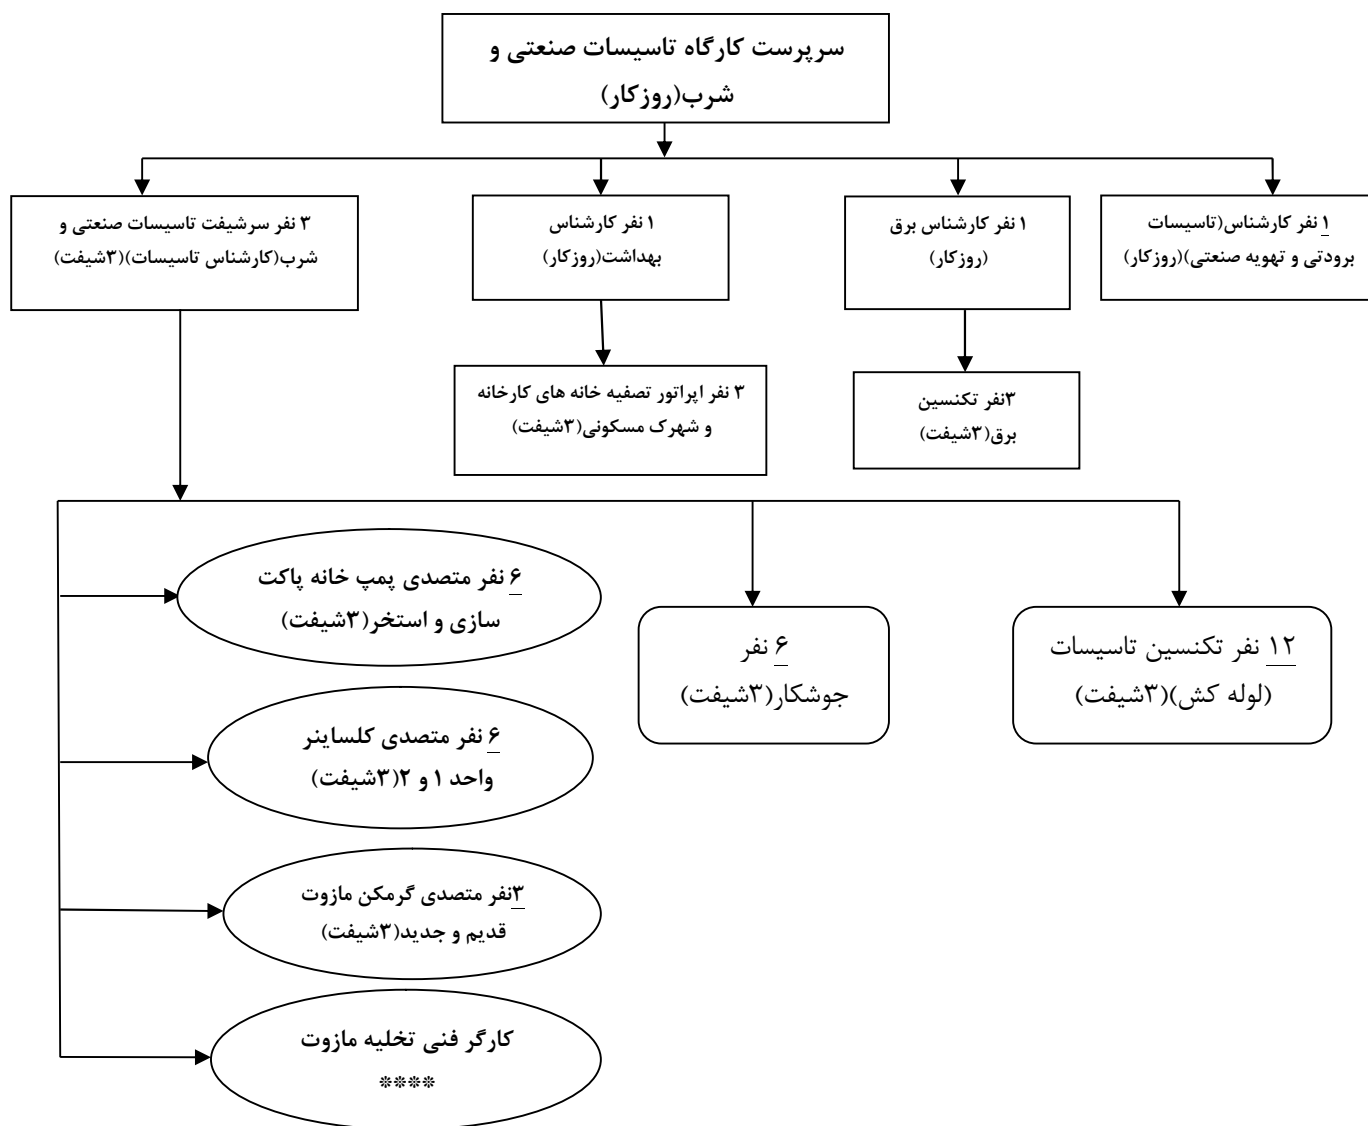 سرپرست کارگاه تاسیسات صنعتی و
شرب(روزکار)
۱ نفر کارشناس(تاسیسات
برودتی و تهویه صنعتی)(روزکار)
۱ نفر کارشناس برق
(روزکار)
۱ نفر کارشناس
بهداشت(روزکار)
۳ نفر سرشیفت تاسیسات صنعتی و
شرب(کارشناس تاسیسات)(۳شیفت)
۳نفر تکنسین
برق(۳شیفت)
۳ نفر اپراتور تصفیه خانه های کارخانه
و شهرک مسکونی(۳شیفت)
۱۲ نفر تکنسین تاسیسات
(لوله کش)(۳شیفت)
۶ نفر
جوشکار(۳شیفت)
۶ نفر متصدی پمپ خانه پاکت
سازی و استخر(۳شیفت)
۶ نفر متصدی کلساینر
واحد ۱ و ۲(۳شیفت)
۳نفر متصدی گرمکن مازوت
قدیم و جدید(۳شیفت)
کارگر فنی تخلیه مازوت
****